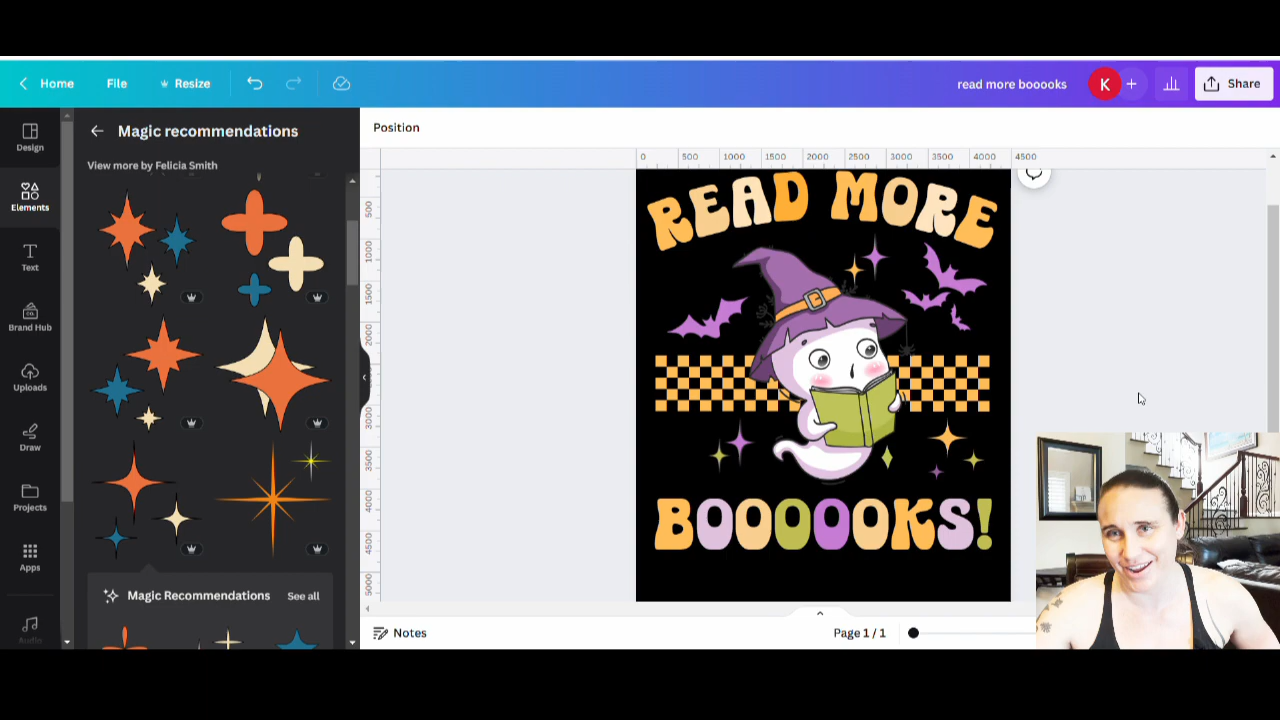 Home File Resize read more booooks K + Share
Design
Elements
Text
Brand Hub
Uploads
Draw
Projects
Apps
Audio
Magic recommendations
View more by Felicia Smith
Magic Recommendations See all
Position
0 500 1000 1500 2000 2500 3000 3500 4000 4500
500
1000
1500
2000
3000
3500
4000
4500
5000
READ MORE
BOOOOOKS!
Notes
Page 1 / 1